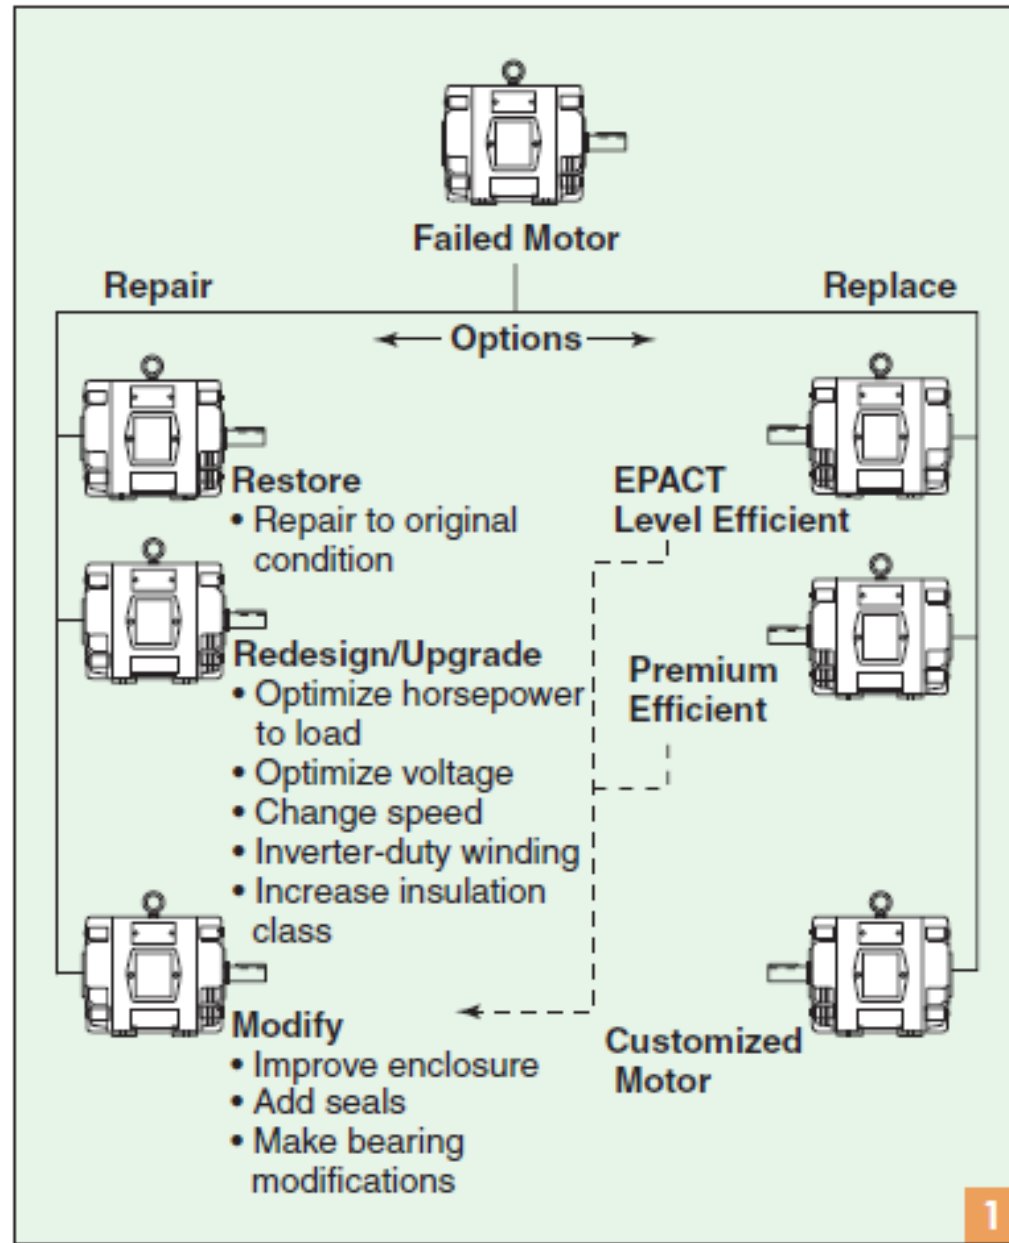 Failed Motor
Repair
Replace
Options
Restore
• Repair to original
condition
Redesign/Upgrade
• Optimize horsepower
to load
• Optimize voltage
• Change speed
• Inverter-duty winding
• Increase insulation
class
Modify
• Improve enclosure
• Add seals
• Make bearing
modifications
EPACT
Level Efficient
Premium
Efficient
Customized
Motor
1